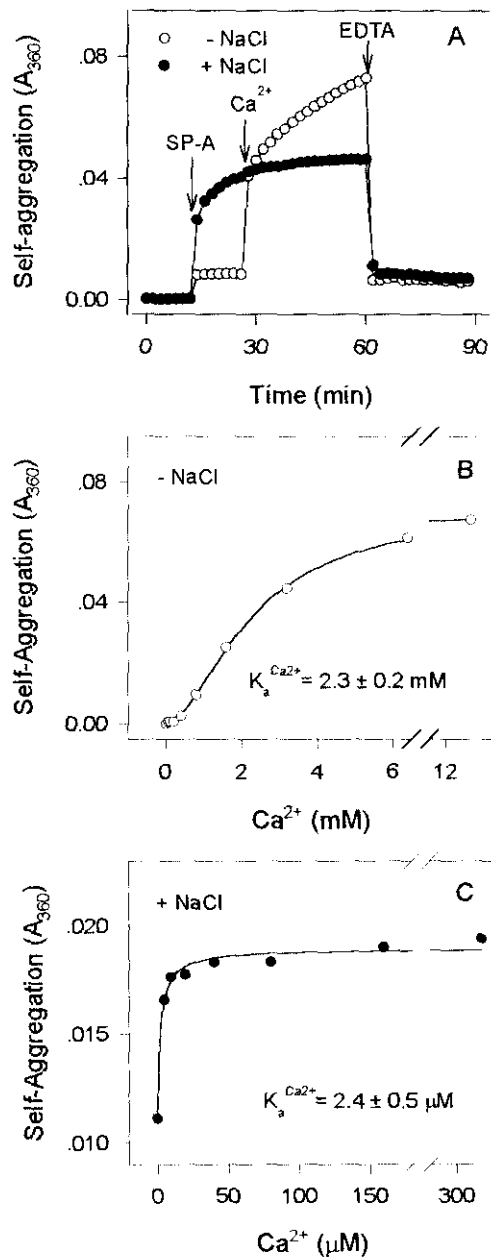 A
○ - NaCl
● + NaCl
EDTA
Ca²⁺
SP-A
Self-aggregation (A₃₆₀)
.08
.04
0.00
0 30 60 90
Time (min)
B
- NaCl
Self-Aggregation (A₃₆₀)
.08
.04
0.00
Kₐ^Ca2+ = 2.3 ± 0.2 mM
0 2 4 6 12
Ca²⁺ (mM)
C
+ NaCl
Self-Aggregation (A₃₆₀)
.020
.015
.010
Kₐ^Ca2+ = 2.4 ± 0.5 μM
0 50 100 150 300
Ca²⁺ (μM)